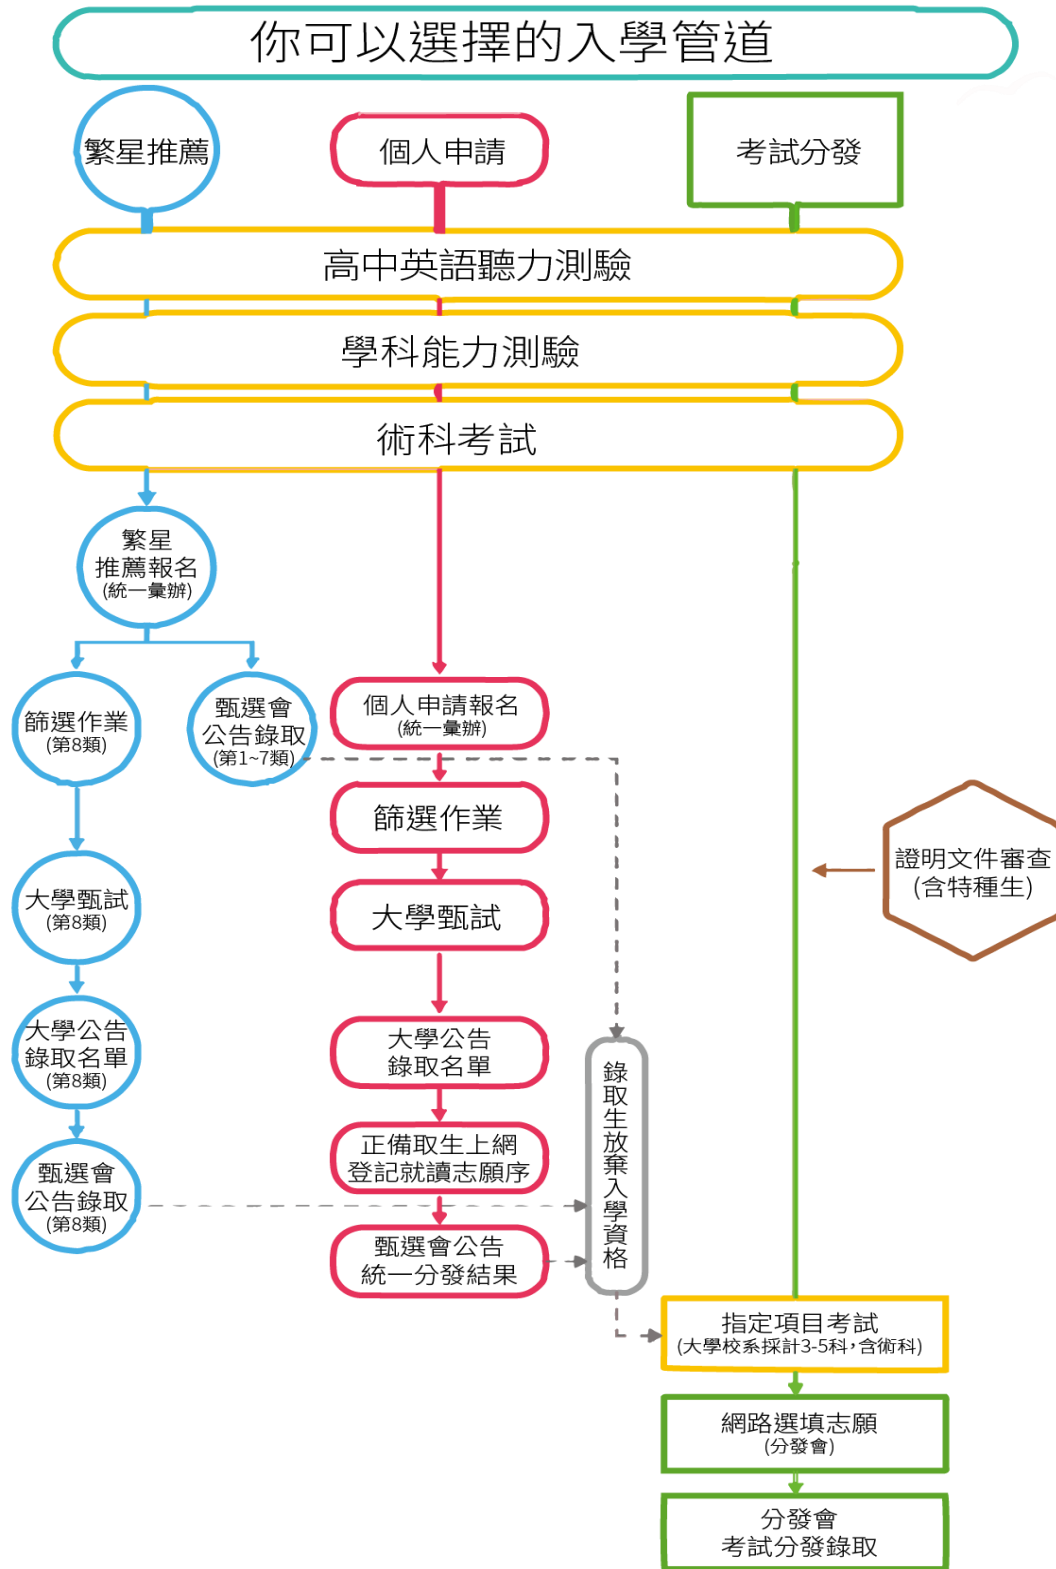 你可以選擇的入學管道
繁星推薦
個人申請
考試分發
高中英語聽力測驗
學科能力測驗
術科考試
繁星
推薦報名
(統一彙辦)
篩選作業
(第8類)
甄選會
公告錄取
(第1~7類)
個人申請報名
(統一彙辦)
篩選作業
證明文件審查
(含特種生)
大學甄試
(第8類)
大學甄試
大學公告
錄取名單
(第8類)
大學公告
錄取名單
錄取生放棄入學資格
甄選會
公告錄取
(第8類)
正備取生上網
登記就讀志願序
甄選會公告
統一分發結果
指定項目考試
(大學校系採計3-5科,含術科)
網路選填志願
(分發會)
分發會
考試分發錄取